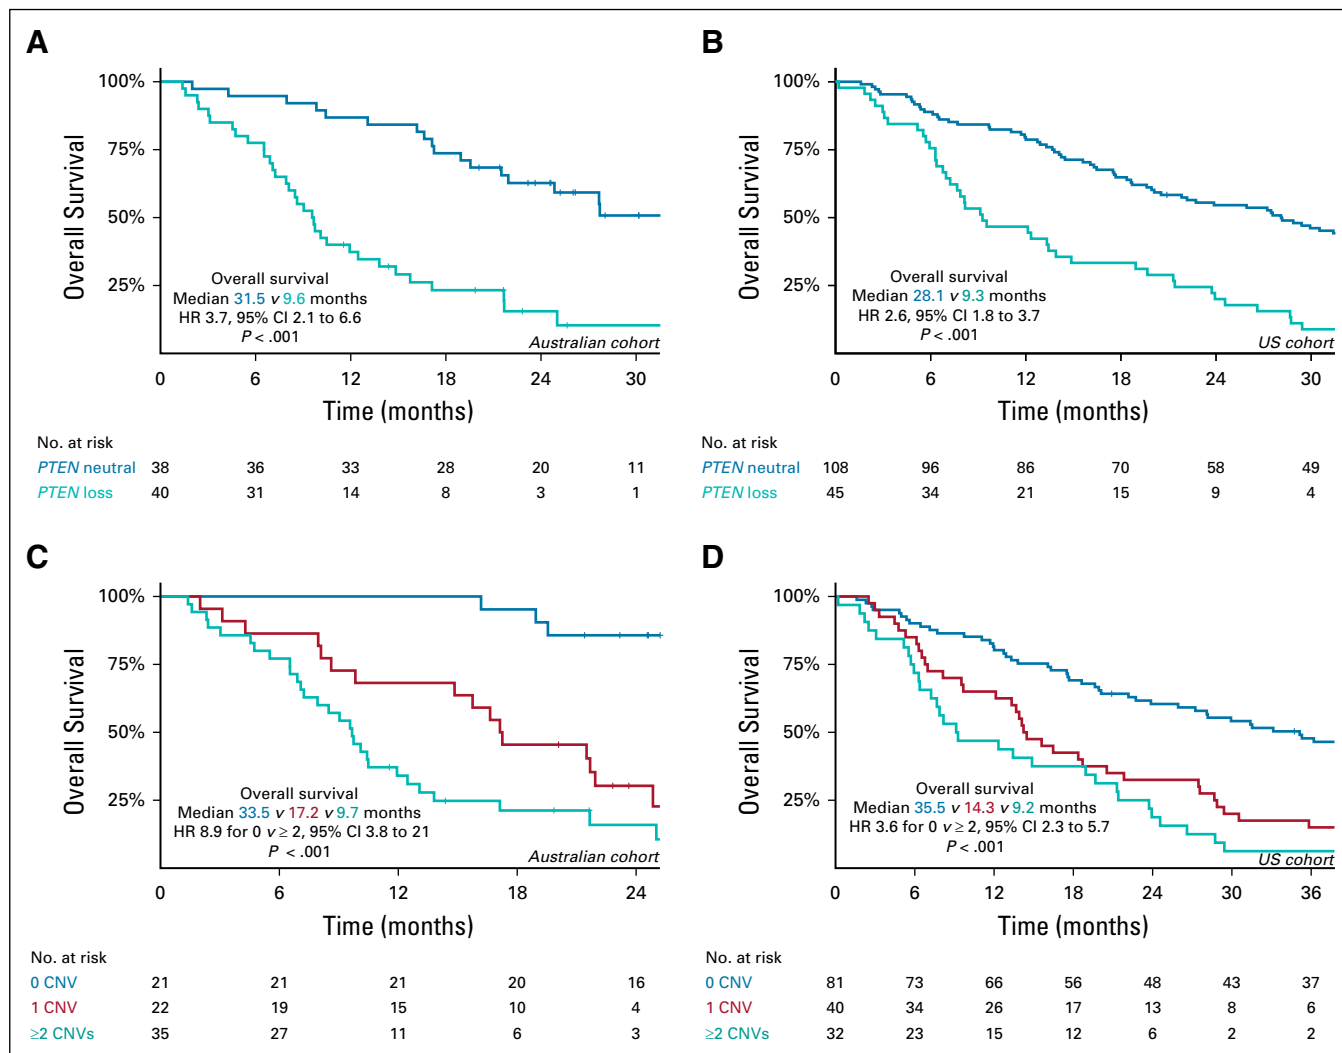 A
100%
75%
50%
25%
Overall Survival
Overall survival
Median 31.5 v 9.6 months
HR 3.7, 95% CI 2.1 to 6.6
P < .001
Australian cohort
0 6 12 18 24 30
Time (months)
No. at risk
PTEN neutral 38 36 33 28 20 11
PTEN loss 40 31 14 8 3 1
B
100%
75%
50%
25%
Overall Survival
Overall survival
Median 28.1 v 9.3 months
HR 2.6, 95% CI 1.8 to 3.7
P < .001
US cohort
0 6 12 18 24 30
Time (months)
No. at risk
PTEN neutral 108 96 86 70 58 49
PTEN loss 45 34 21 15 9 4
C
100%
75%
50%
25%
Overall Survival
Overall survival
Median 33.5 v 17.2 v 9.7 months
HR 8.9 for 0 v ≥ 2, 95% CI 3.8 to 21
P < .001
Australian cohort
0 6 12 18 24
Time (months)
No. at risk
0 CNV 21 21 21 20 16
1 CNV 22 19 15 10 4
≥2 CNVs 35 27 11 6 3
D
100%
75%
50%
25%
Overall Survival
Overall survival
Median 35.5 v 14.3 v 9.2 months
HR 3.6 for 0 v ≥ 2, 95% CI 2.3 to 5.7
P < .001
US cohort
0 6 12 18 24 30 36
Time (months)
No. at risk
0 CNV 81 73 66 56 48 43 37
1 CNV 40 34 26 17 13 8 6
≥2 CNVs 32 23 15 12 6 2 2